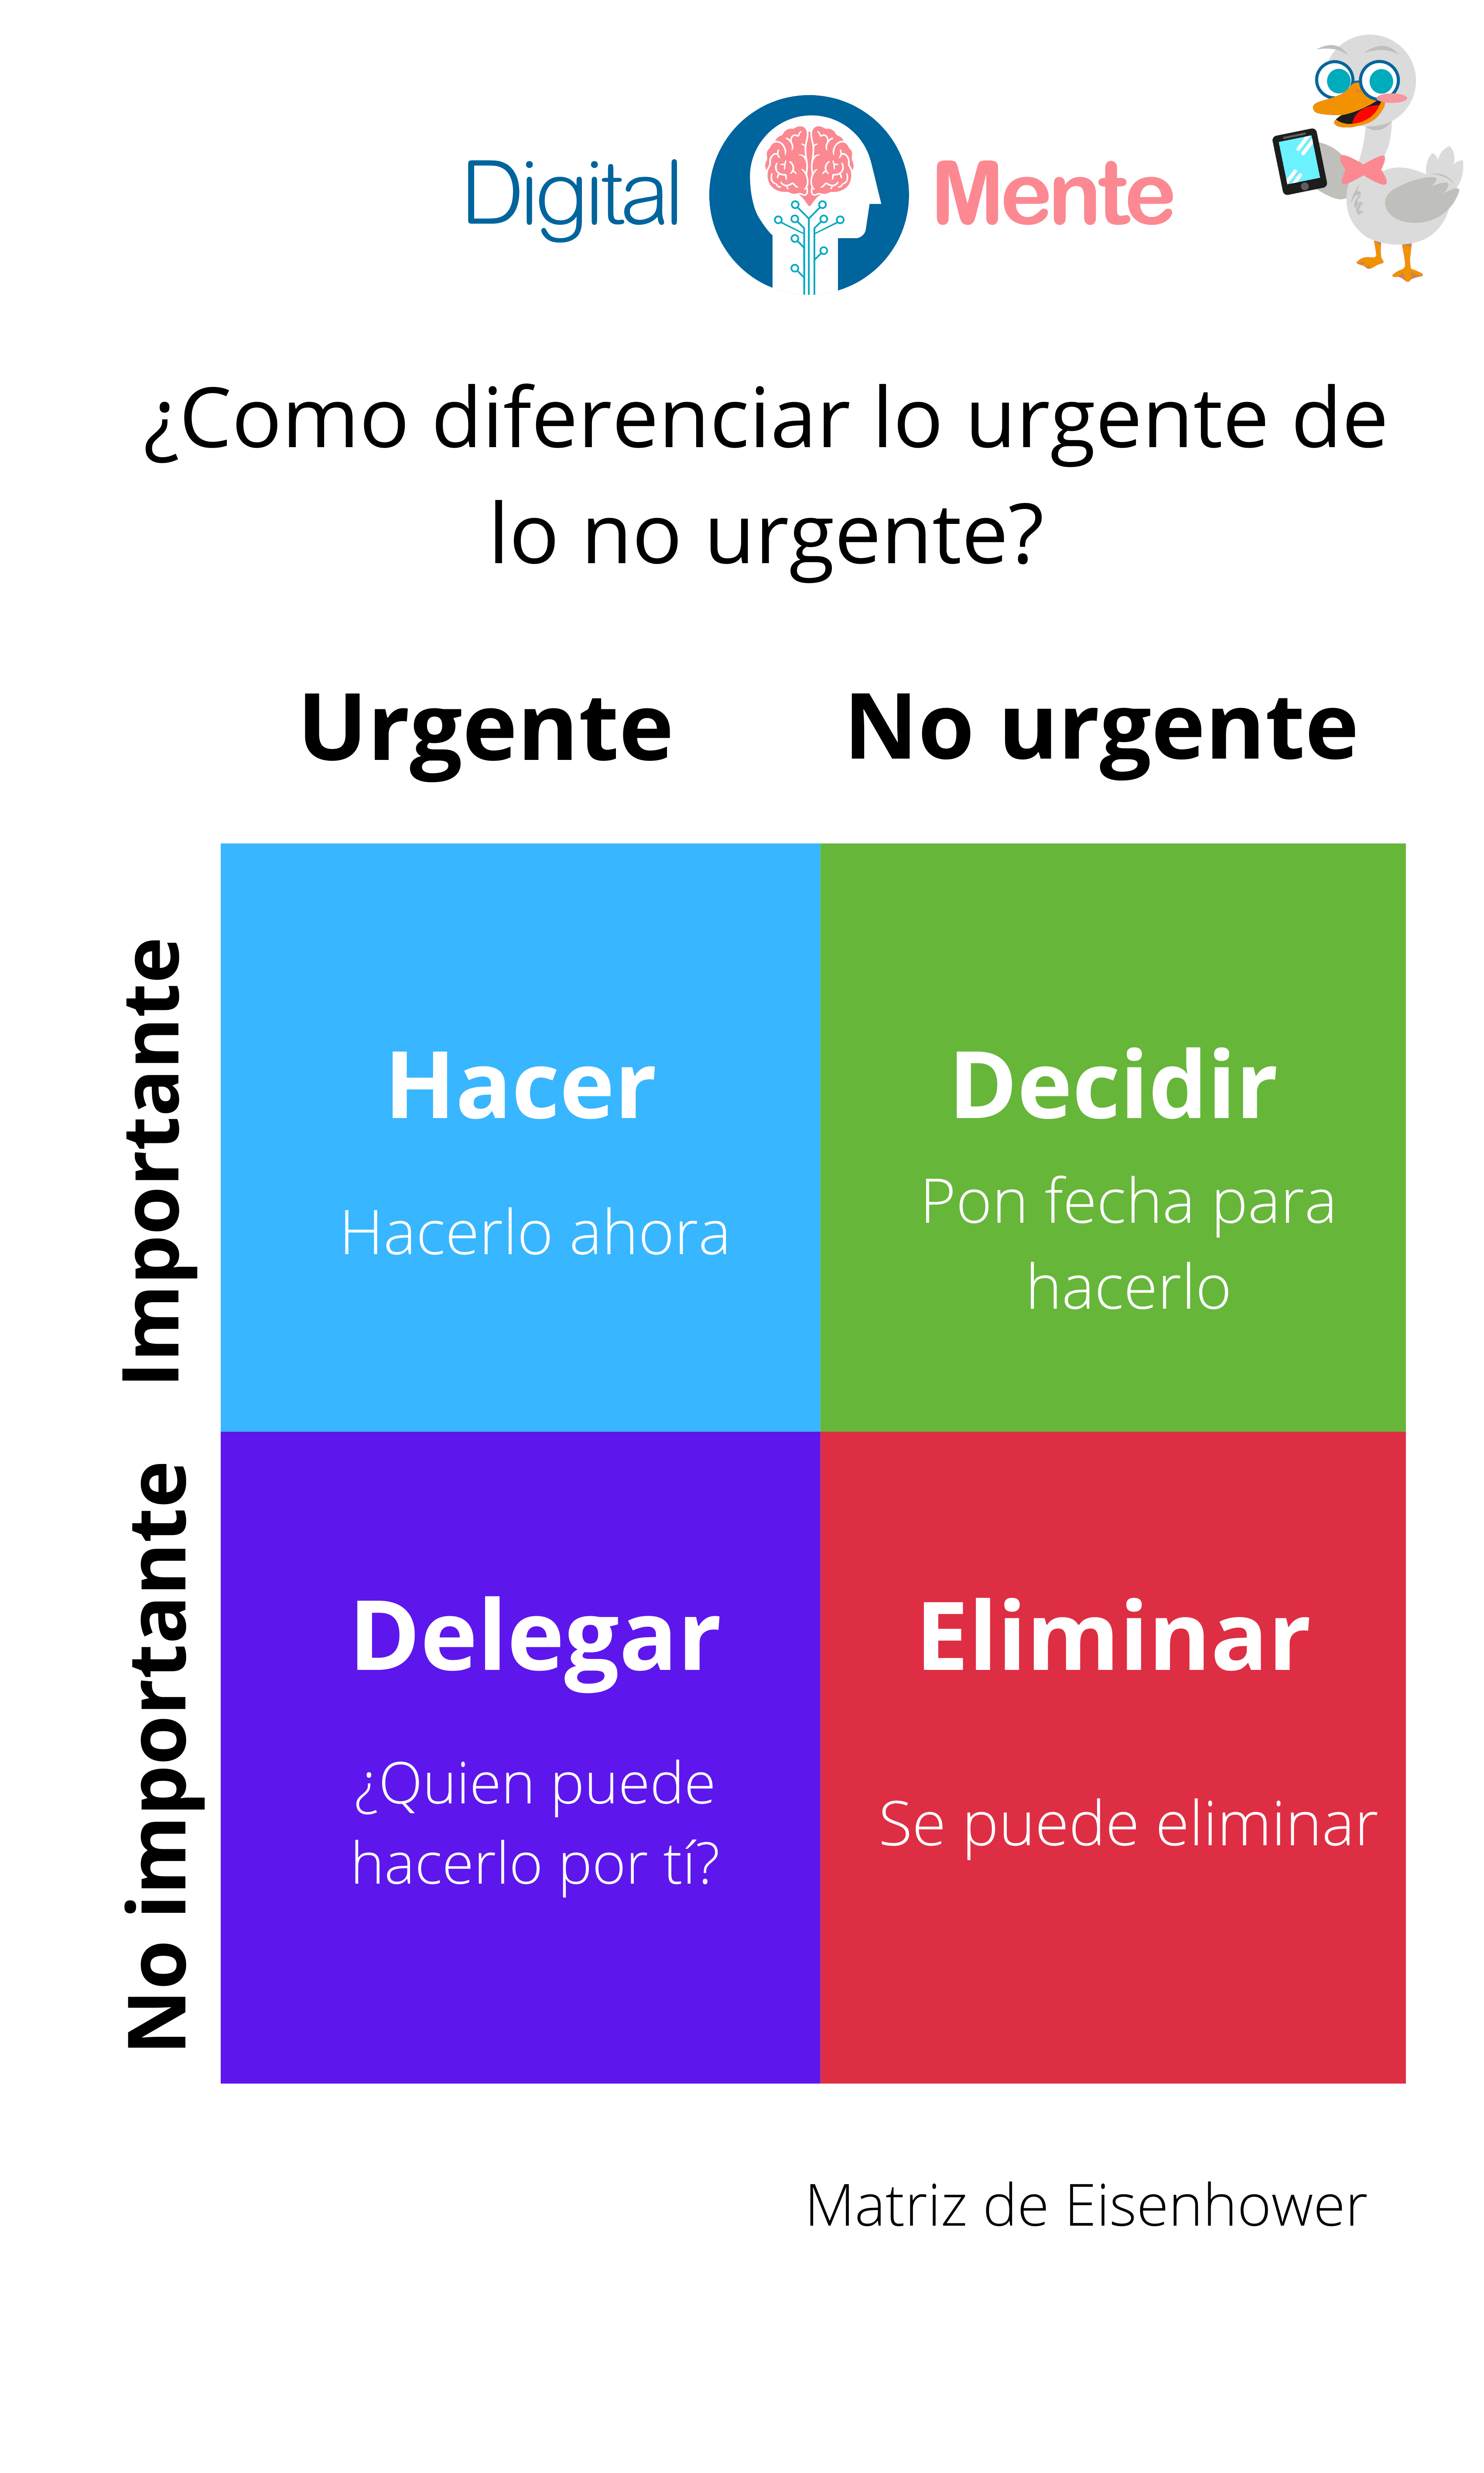 Digital Mente
¿Como diferenciar lo urgente de
lo no urgente?
Urgente
No urgente
Importante
Hacer
Hacerlo ahora
Decidir
Pon fecha para
hacerlo
No importante
Delegar
¿Quien puede
hacerlo por tí?
Eliminar
Se puede eliminar
Matriz de Eisenhower